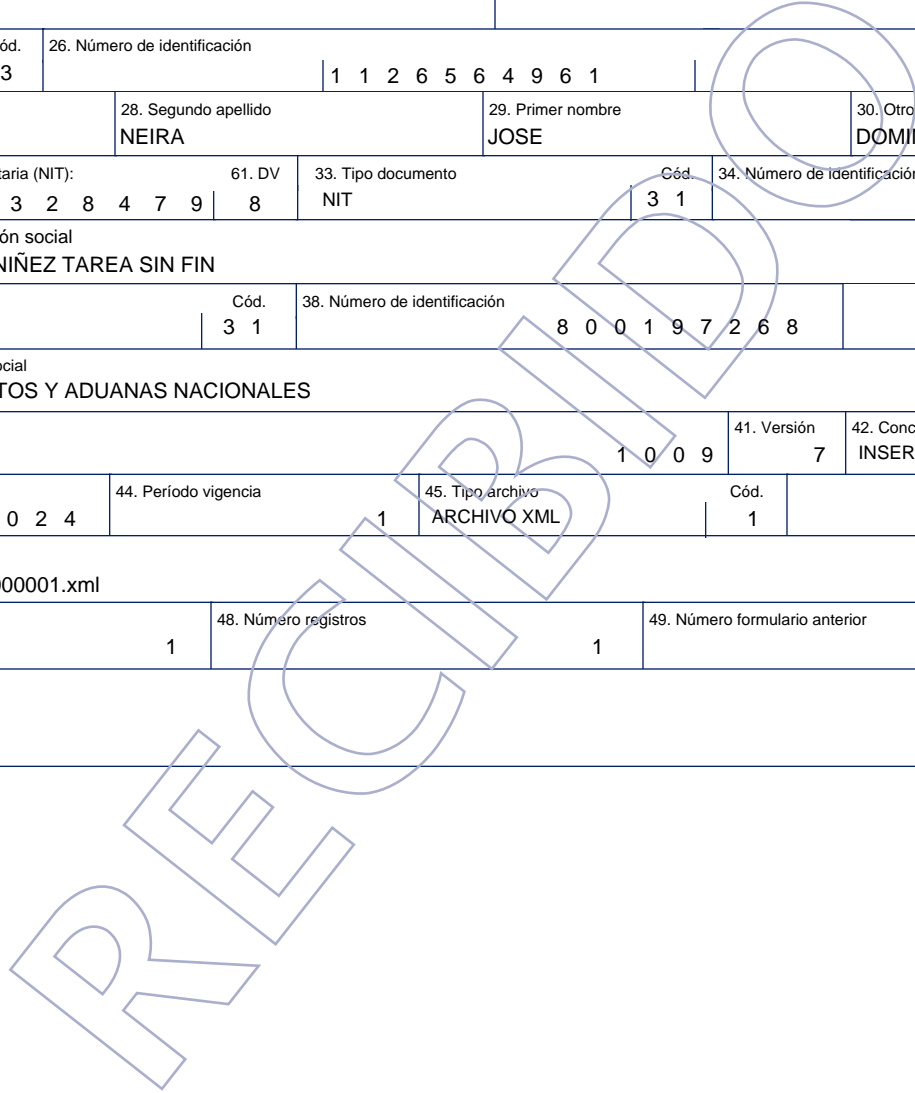 ód. 26. Número de identificación
3 1 1 2 6 5 6 4 9 6 1
28. Segundo apellido 29. Primer nombre 30. Otro
NEIRA JOSE DOMIN
taria (NIT): 61. DV 33. Tipo documento Cód. 34. Número de identificación
3 2 8 4 7 9 8 NIT 3 1
ón social
NIÑEZ TAREA SIN FIN
Cód. 38. Número de identificación
3 1 8 0 0 1 9 7 2 6 8
ocial
TOS Y ADUANAS NACIONALES
41. Versión 42. Conc
1 0 0 9 7 INSER
44. Período vigencia 45. Tipo archivo Cód.
0 2 4 1 ARCHIVO XML 1
000001.xml
48. Número registros 49. Número formulario anterior
1 1
RECIBIDO